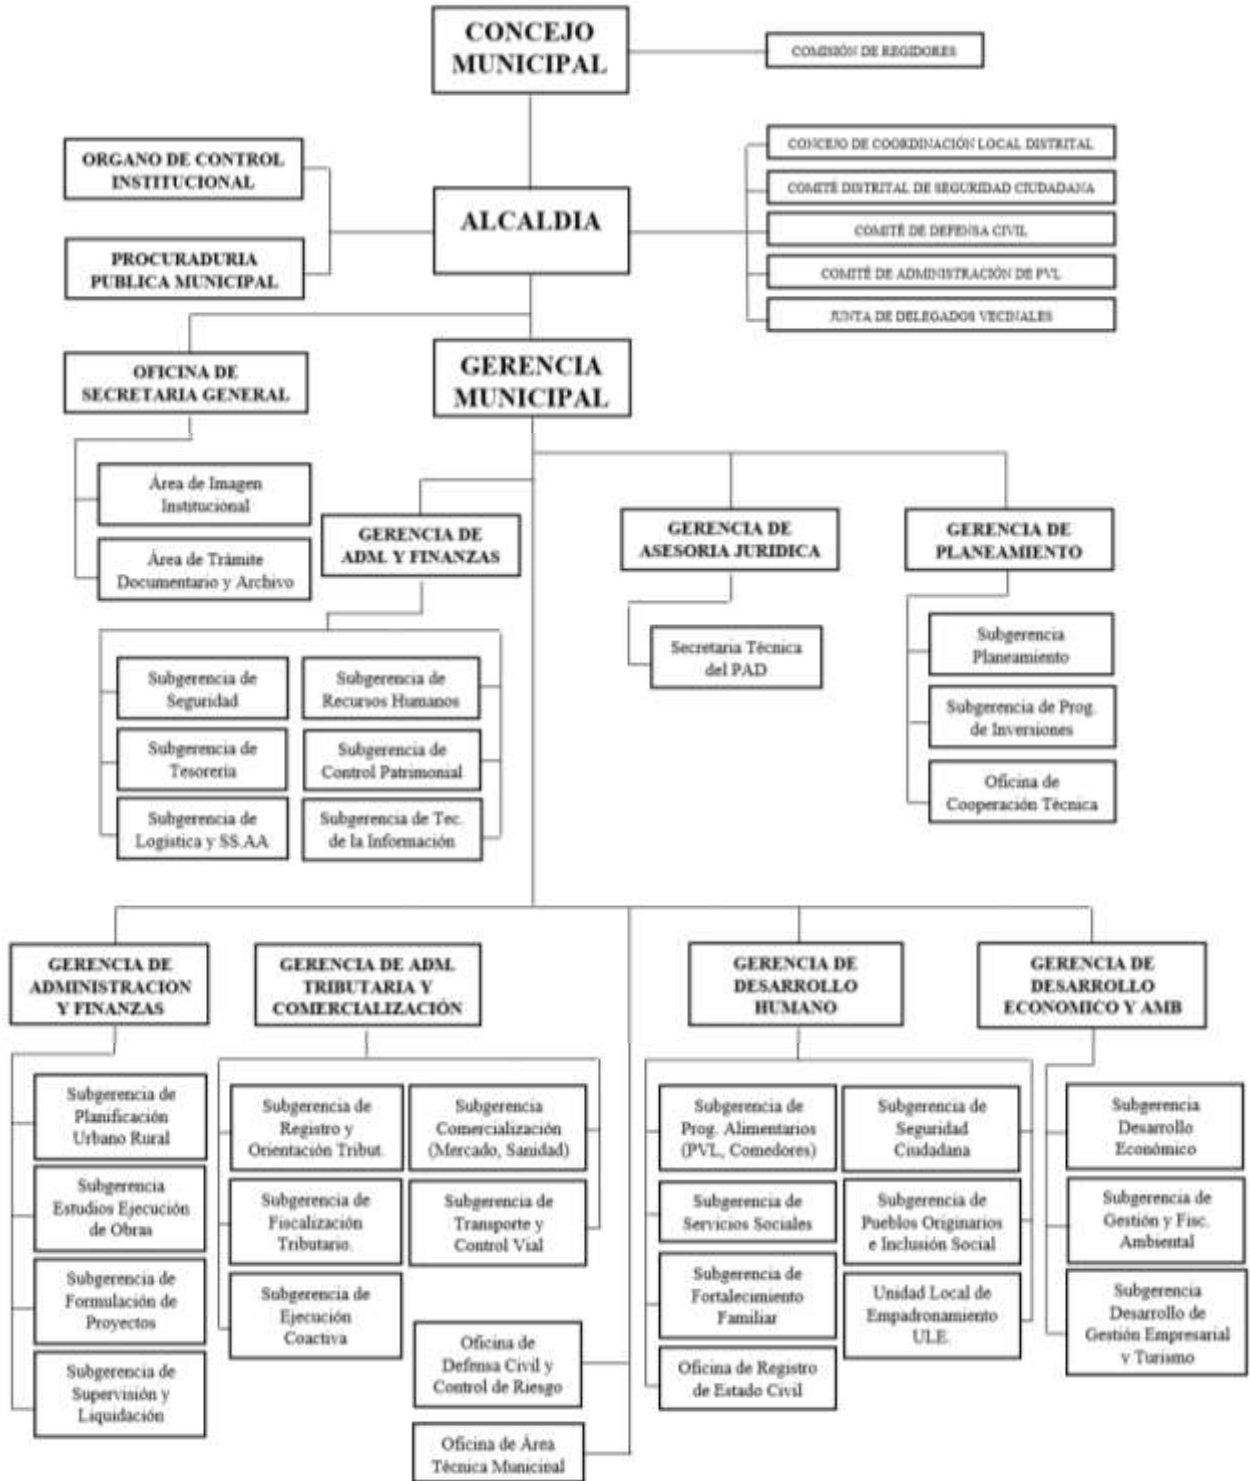 CONCEJO
MUNICIPAL
COMISIÓN DE REGIDORES
ORGANO DE CONTROL
INSTITUCIONAL
PROCURADURIA
PUBLICA MUNICIPAL
ALCALDIA
CONCEJO DE COORDINACIÓN LOCAL DISTRITAL
COMITÉ DISTRITAL DE SEGURIDAD CIUDADANA
COMITÉ DE DEFENSA CIVIL
COMITÉ DE ADMINISTRACIÓN DE PVL
JUNTA DE DELEGADOS VECINALES
OFICINA DE
SECRETARIA GENERAL
GERENCIA
MUNICIPAL
Área de Imagen
Institucional
Área de Trámite
Documentario y Archivo
GERENCIA DE
ADM. Y FINANZAS
GERENCIA DE
ASESORIA JURIDICA
GERENCIA DE
PLANEAMIENTO
Subgerencia de
Seguridad
Subgerencia de
Recursos Humanos
Subgerencia de
Tesorería
Subgerencia de
Control Patrimonial
Subgerencia de
Logística y SS.AA
Subgerencia de Tec.
de la Información
Secretaria Técnica
del PAD
Subgerencia
Planeamiento
Subgerencia de Prog.
de Inversiones
Oficina de
Cooperación Técnica
GERENCIA DE
ADMINISTRACION
Y FINANZAS
GERENCIA DE ADM.
TRIBUTARIA Y
COMERCIALIZACIÓN
GERENCIA DE
DESARROLLO
HUMANO
GERENCIA DE
DESARROLLO
ECONOMICO Y AMB
Subgerencia de
Planificación
Urbano Rural
Subgerencia
Estudios Ejecución
de Obras
Subgerencia de
Formulación de
Proyectos
Subgerencia de
Supervisión y
Liquidación
Subgerencia de
Registro y
Orientación Tribut.
Subgerencia
Comercialización
(Mercado, Sanidad)
Subgerencia de
Fiscalización
Tributario.
Subgerencia de
Transporte y
Control Vial
Subgerencia de
Ejecución
Coactiva
Oficina de
Defensa Civil y
Control de Riesgo
Oficina de Área
Técnica Municipal
Subgerencia de
Prog. Alimentarios
(PVL, Comedores)
Subgerencia de
Seguridad
Ciudadana
Subgerencia de
Servicios Sociales
Subgerencia de
Pueblos Originarios
e Inclusión Social
Subgerencia de
Fortalecimiento
Familiar
Unidad Local de
Empadronamiento
ULE.
Oficina de Registro
de Estado Civil
Subgerencia
Desarrollo
Económico
Subgerencia de
Gestión y Fisc.
Ambiental
Subgerencia
Desarrollo de
Gestión Empresarial
y Turismo